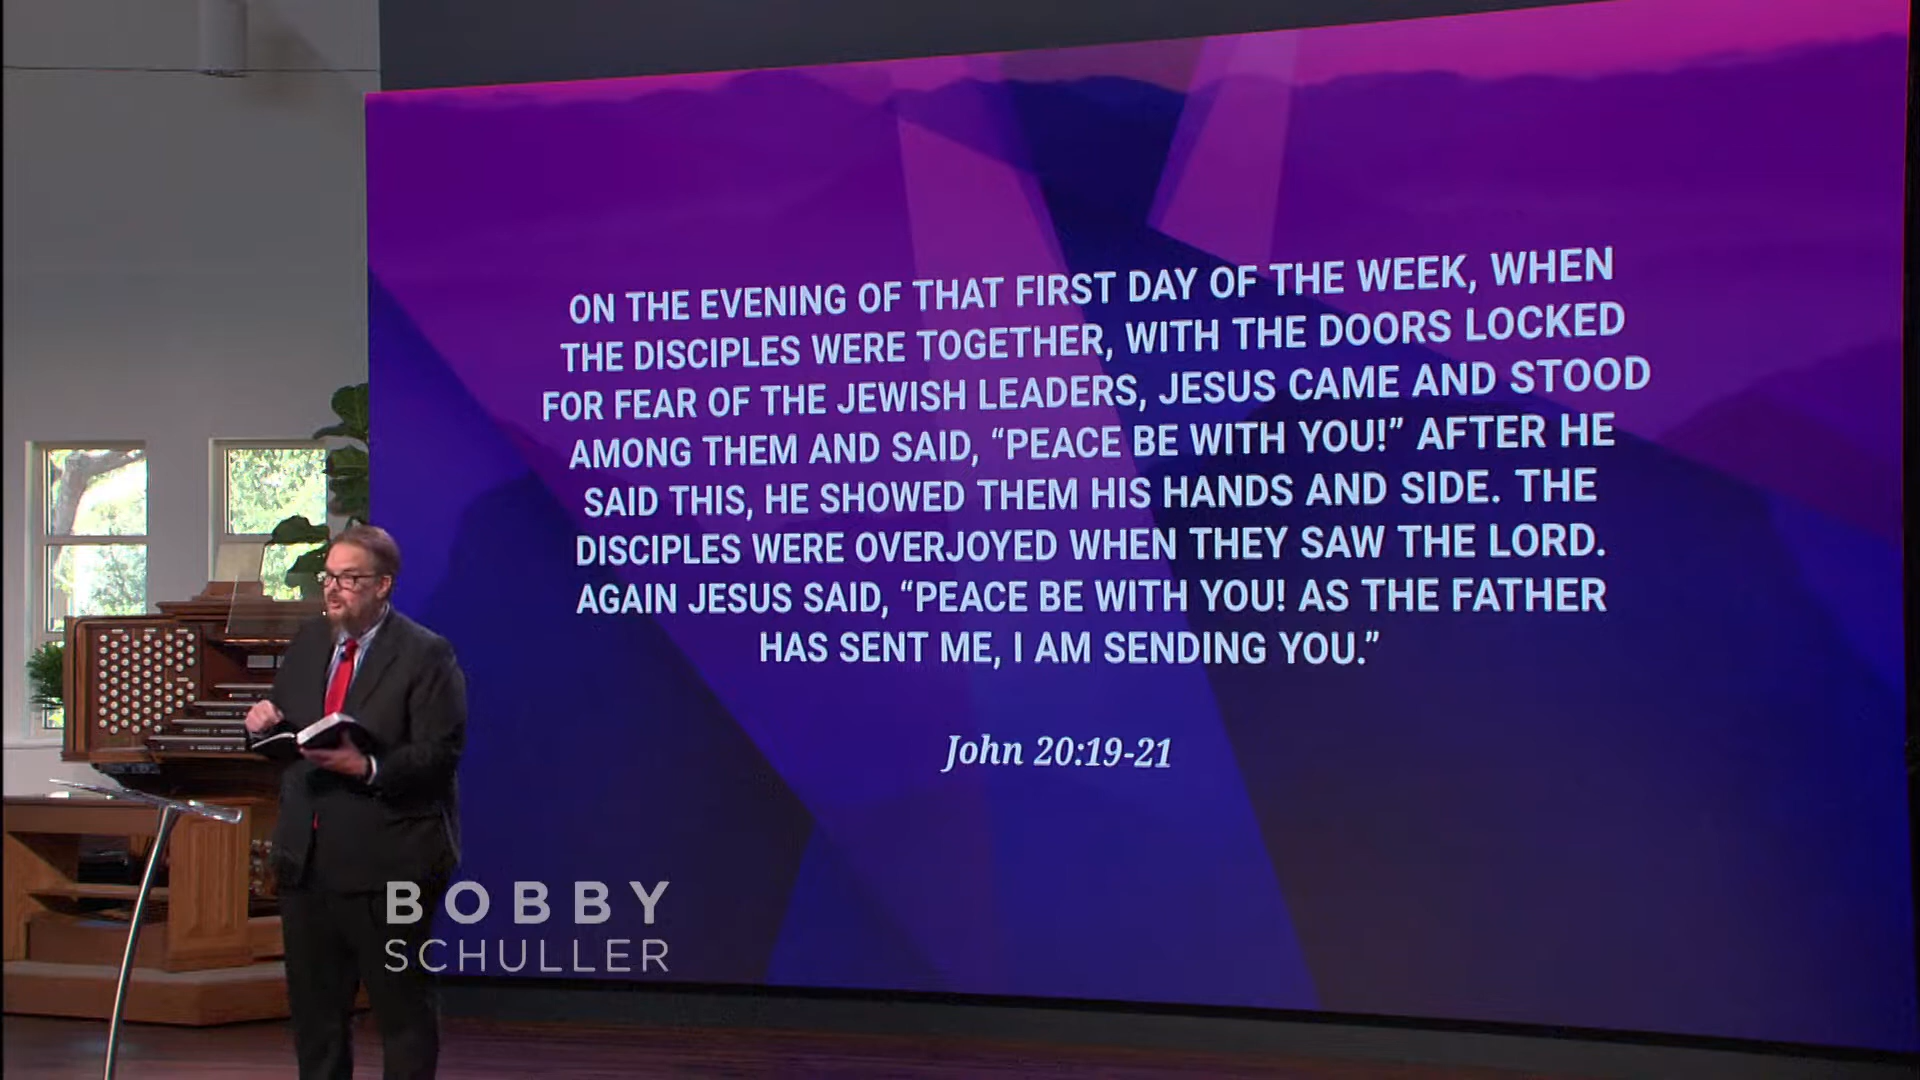 ON THE EVENING OF THAT FIRST DAY OF THE WEEK, WHEN
THE DISCIPLES WERE TOGETHER, WITH THE DOORS LOCKED
FOR FEAR OF THE JEWISH LEADERS, JESUS CAME AND STOOD
AMONG THEM AND SAID, “PEACE BE WITH YOU!” AFTER HE
SAID THIS, HE SHOWED THEM HIS HANDS AND SIDE. THE
DISCIPLES WERE OVERJOYED WHEN THEY SAW THE LORD.
AGAIN JESUS SAID, “PEACE BE WITH YOU! AS THE FATHER
HAS SENT ME, I AM SENDING YOU.”
John 20:19-21
BOBBY
SCHULLER